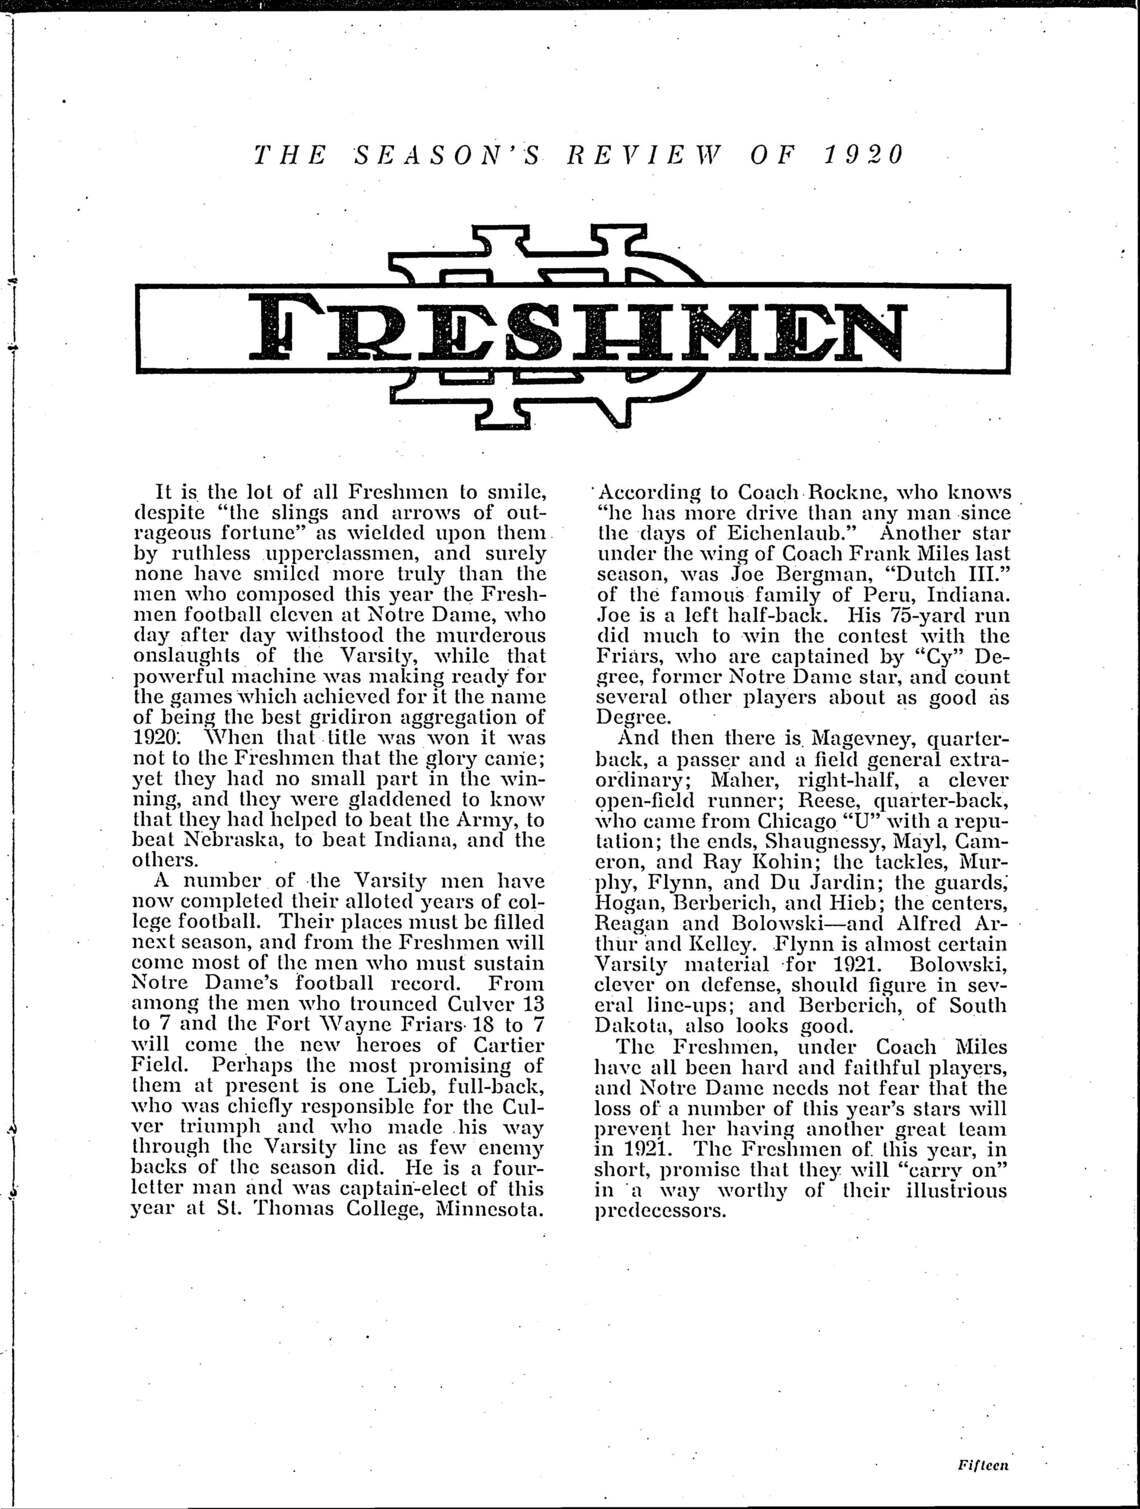 THE SEASON'S REVIEW OF 1920
FRESHMEN
It is the lot of all Freshmen to smile,
despite “the slings and arrows of out-
rageous fortune” as wielded upon them
by ruthless upperclassmen, and surely
none have smiled more truly than the
men who composed this year the Fresh-
men football eleven at Notre Dame, who
day after day withstood the murderous
onslaughts of the Varsity, while that
powerful machine was making ready for
the games which achieved for it the name
of being the best gridiron aggregation of
1920. When that title was won it was
not to the Freshmen that the glory came;
yet they had no small part in the win-
ning, and they were gladdened to know
that they had helped to beat the Army, to
beat Nebraska, to beat Indiana, and the
others.
A number of the Varsity men have
now completed their alloted years of col-
lege football. Their places must be filled
next season, and from the Freshmen will
come most of the men who must sustain
Notre Dame's football record. From
among the men who trounced Culver 13
to 7 and the Fort Wayne Friars 18 to 7
will come the new heroes of Cartier
Field. Perhaps the most promising of
them at present is one Lieb, full-back,
who was chiefly responsible for the Cul-
ver triumph and who made his way
through the Varsity line as few enemy
backs of the season did. He is a four-
letter man and was captain-elect of this
year at St. Thomas College, Minnesota.
According to Coach Rockne, who knows
“he has more drive than any man since
the days of Eichenlaub.” Another star
under the wing of Coach Frank Miles last
season, was Joe Bergman, “Dutch III.”
of the famous family of Peru, Indiana.
Joe is a left half-back. His 75-yard run
did much to win the contest with the
Friars, who are captained by “Cy” De-
gree, former Notre Dame star, and count
several other players about as good as
Degree.
And then there is Magevney, quarter-
back, a passer and a field general extra-
ordinary; Maher, right-half, a clever
open-field runner; Reese, quarter-back,
who came from Chicago “U” with a repu-
tation; the ends, Shaugnessy, Mayl, Cam-
eron, and Ray Kohin; the tackles, Mur-
phy, Flynn, and Du Jardin; the guards,
Hogan, Berberich, and Hieb; the centers,
Reagan and Bolowski—and Alfred Ar-
thur and Kelley. Flynn is almost certain
Varsity material for 1921. Bolowski,
clever on defense, should figure in sev-
eral line-ups; and Berberich, of South
Dakota, also looks good.
The Freshmen, under Coach Miles
have all been hard and faithful players,
and Notre Dame needs not fear that the
loss of a number of this year's stars will
prevent her having another great team
in 1921. The Freshmen of this year, in
short, promise that they will “carry on”
in a way worthy of their illustrious
predecessors.
Fifteen